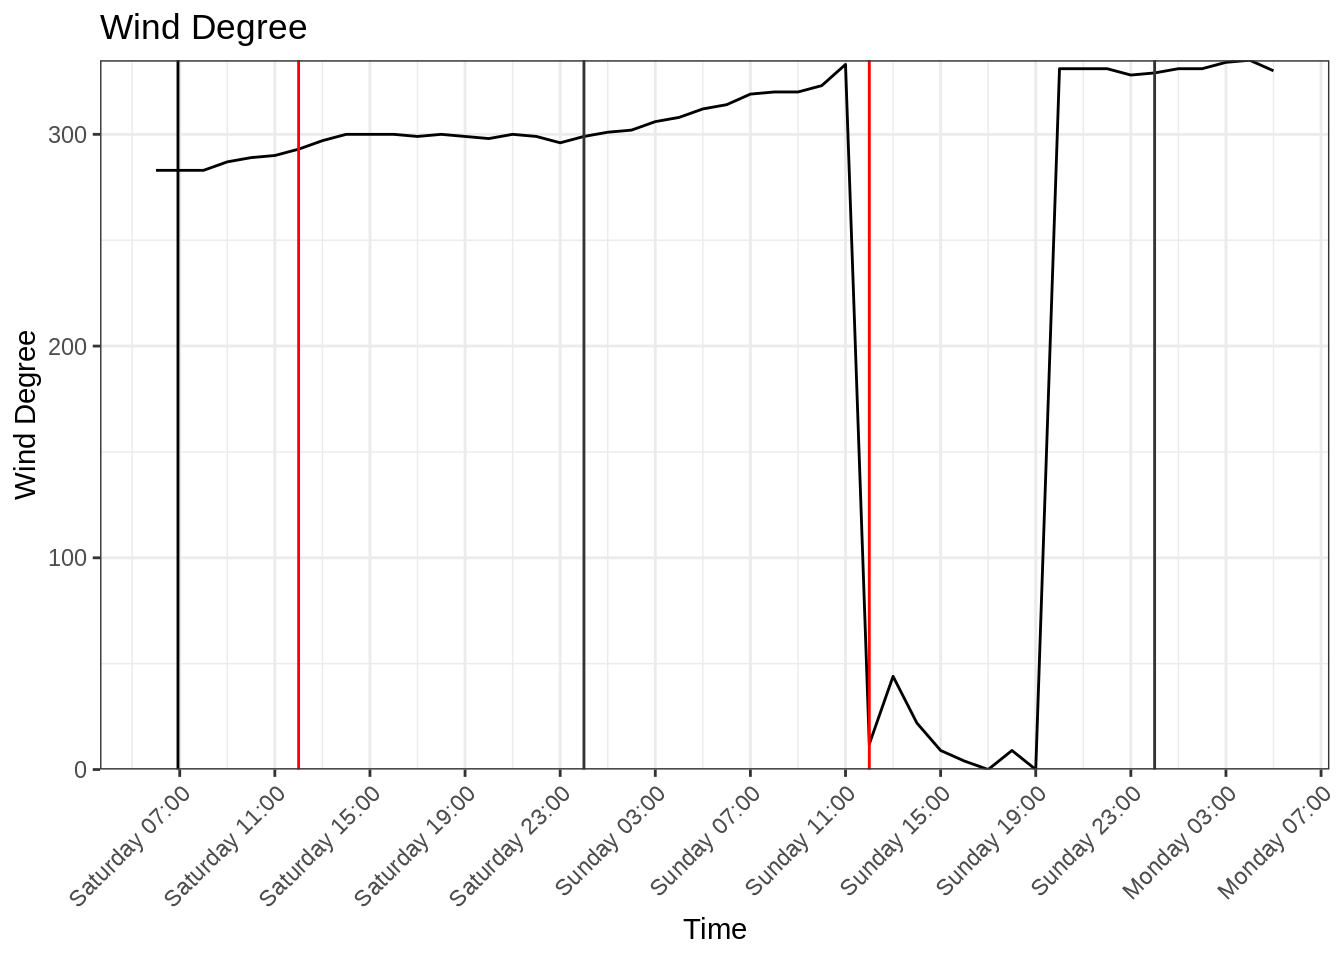 Wind Degree
Wind Degree
300
200
100
0
Saturday 07:00
Saturday 11:00
Saturday 15:00
Saturday 19:00
Saturday 23:00
Sunday 03:00
Sunday 07:00
Sunday 11:00
Sunday 15:00
Sunday 19:00
Sunday 23:00
Monday 03:00
Monday 07:00
Time